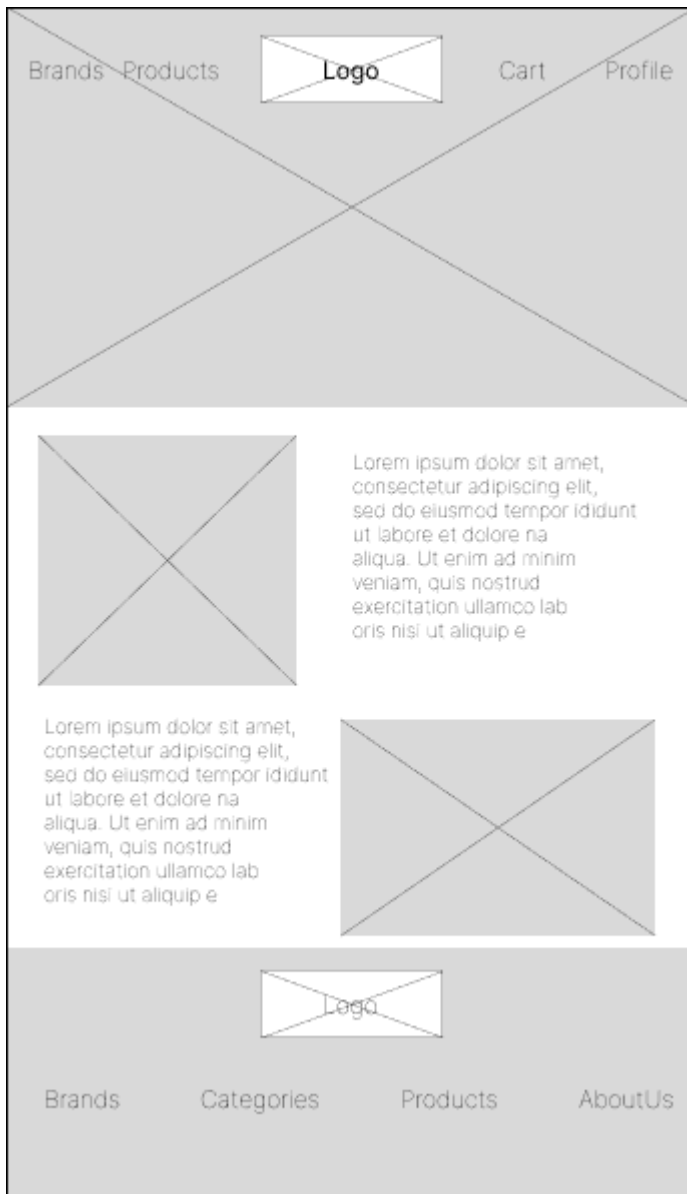 Brands Products Logo Cart Profile
Lorem ipsum dolor sit amet,
consectetur adipiscing elit,
sed do eiusmod tempor ididunt
ut labore et dolore na
aliqua. Ut enim ad minim
veniam, quis nostrud
exercitation ullamco lab
oris nisi ut aliquip e
Lorem ipsum dolor sit amet,
consectetur adipiscing elit,
sed do eiusmod tempor ididunt
ut labore et dolore na
aliqua. Ut enim ad minim
veniam, quis nostrud
exercitation ullamco lab
oris nisi ut aliquip e
Logo
Brands Categories Products AboutUs